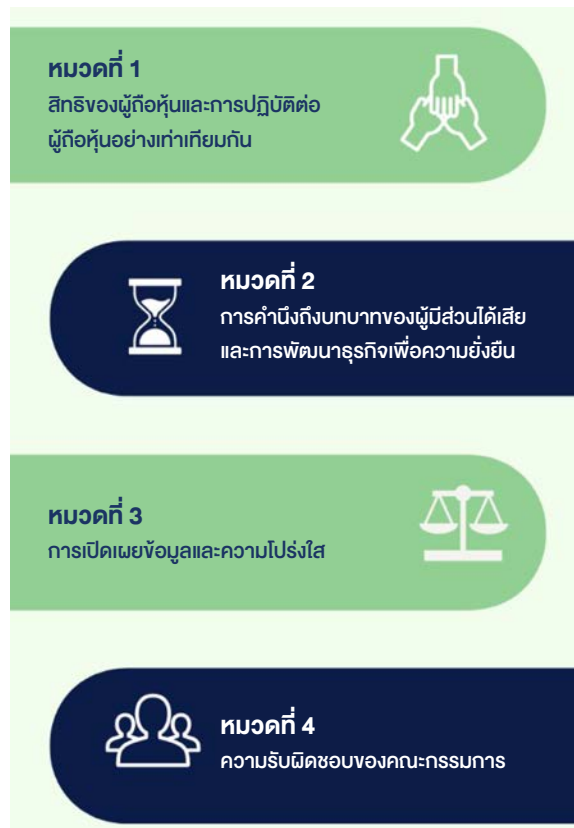 หมวดที่ 1
สิทธิของผู้ถือหุ้นและการปฏิบัติต่อ
ผู้ถือหุ้นอย่างเท่าเทียมกัน
หมวดที่ 2
การคำนึงถึงบทบาทของผู้มีส่วนได้เสีย
และการพัฒนาธุรกิจเพื่อความยั่งยืน
หมวดที่ 3
การเปิดเผยข้อมูลและความโปร่งใส
หมวดที่ 4
ความรับผิดชอบของคณะกรรมการ